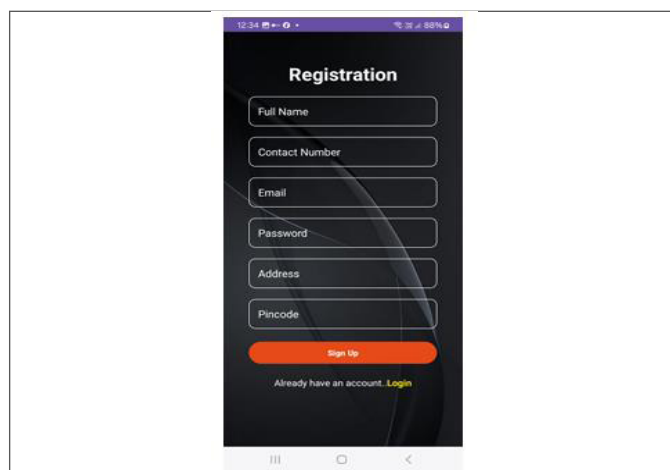 12:34
88%
Registration
Full Name
Contact Number
Email
Password
Address
Pincode
Sign Up
Already have an account..Login